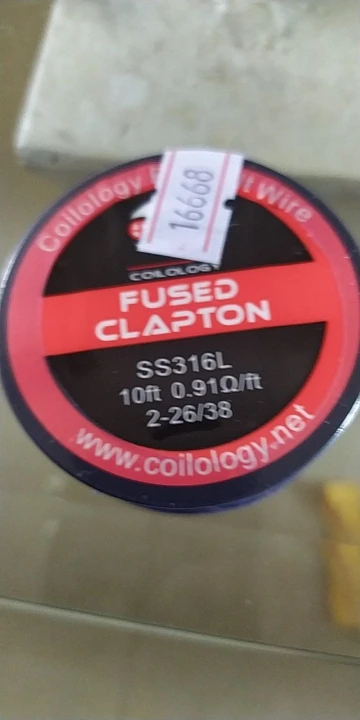 Coilology
t Wire
16668
COILOLOGY
FUSED
CLAPTON
SS316L
10ft 0.91Ω/ft
2-26/38
www.coilology.net